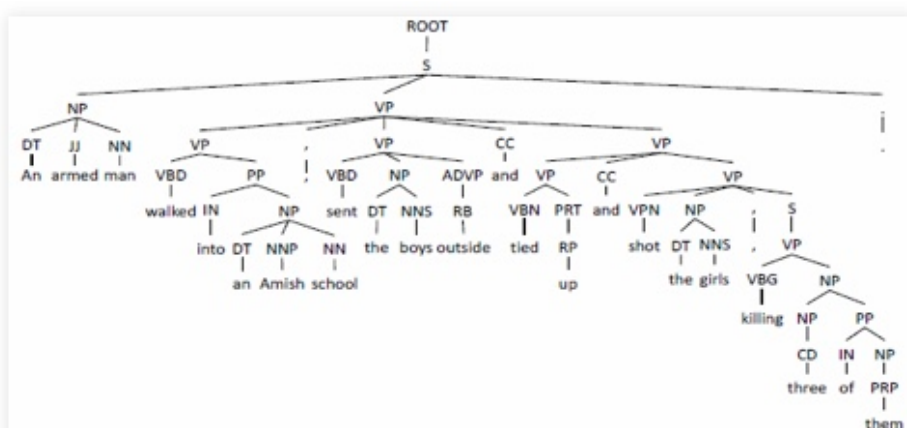 ROOT
S
NP VP .
DT JJ NN VP , VP CC VP
An armed man VBD PP VBD NP ADVP and VP CC VP
walked IN NP sent DT NNS RB VBN PRT and VPN NP , S
into DT NNP NN the boys outside tied RP shot DT NNS VP
an Amish school up the girls VBG NP
killing NP PP
CD IN NP
three of PRP
them